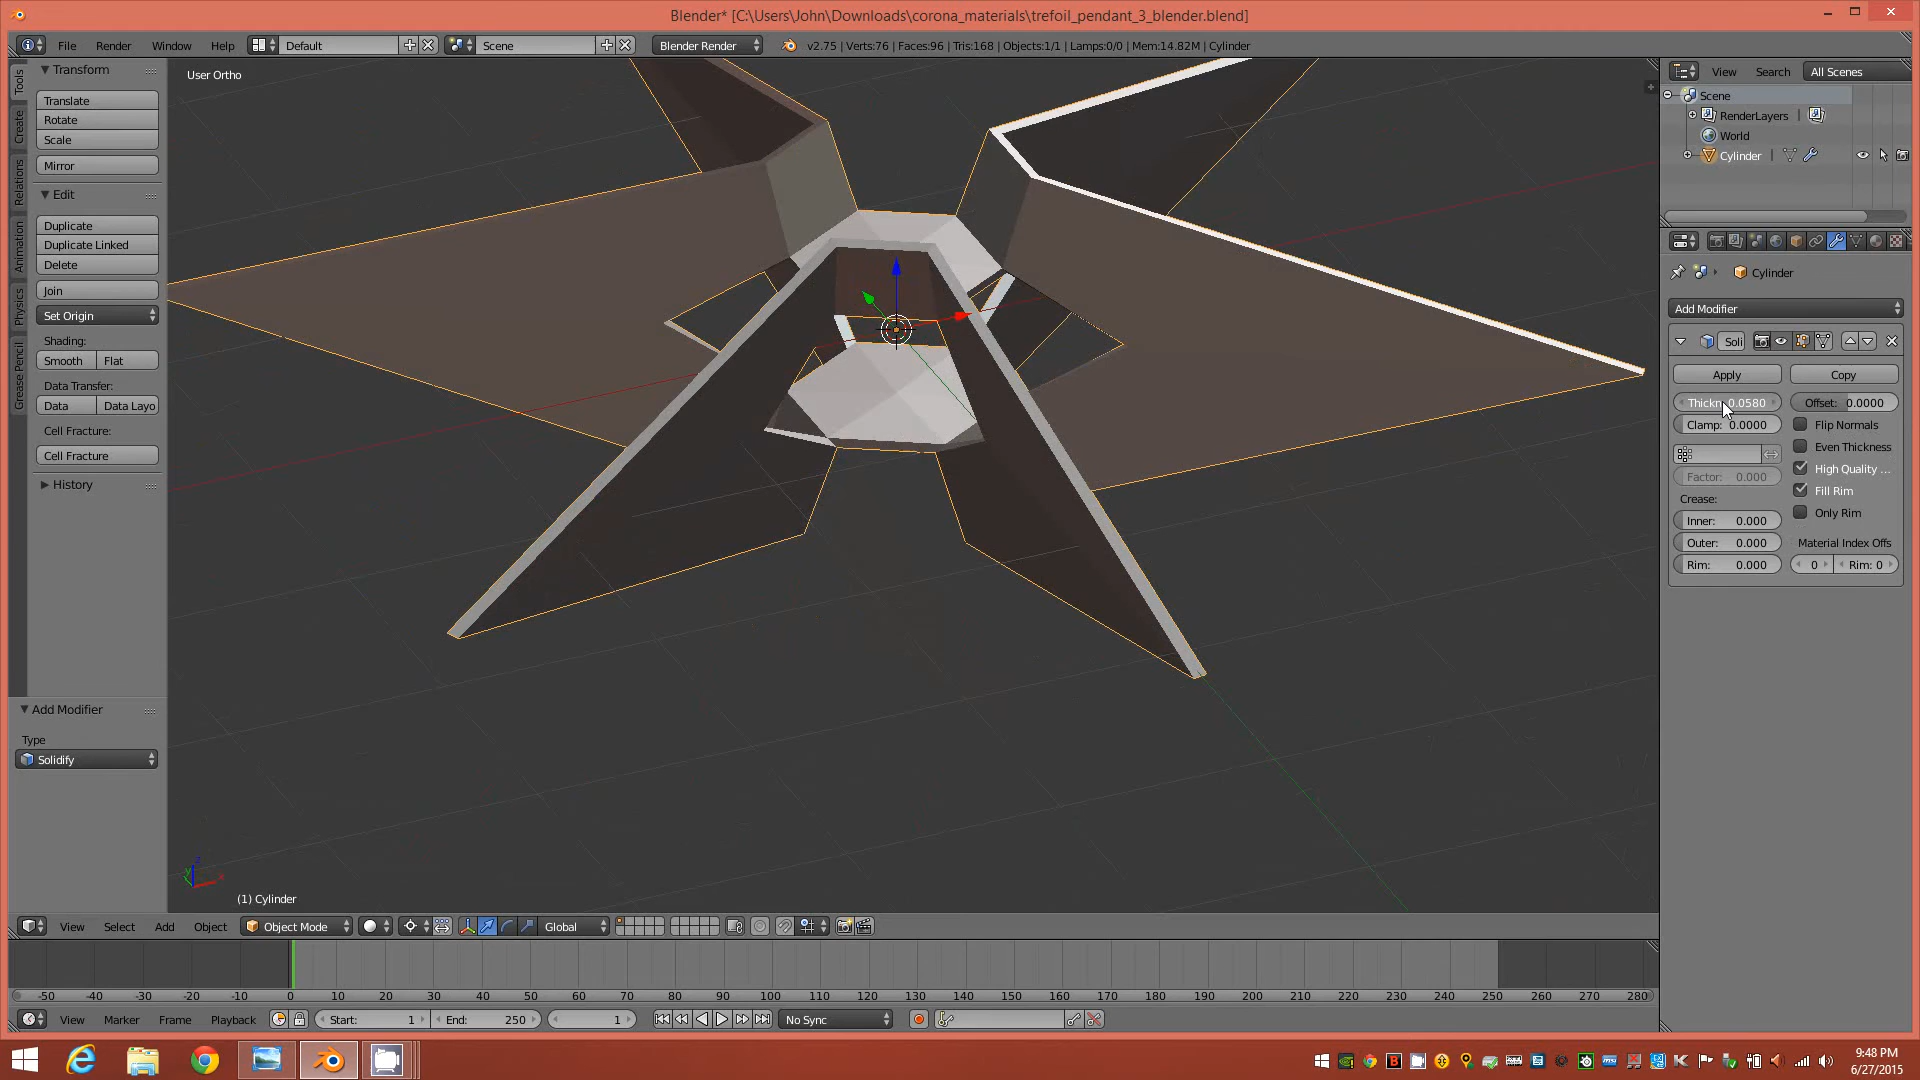 Blender* [C:\Users\John\Downloads\corona_materials\trefoil_pendant_3_blender.blend]
File Render Window Help Default Scene Blender Render v2.75 | Verts:76 | Faces:96 | Tris:168 | Objects:1/1 | Lamps:0/0 | Mem:14.82M | Cylinder
Tools
Create
Relations
Animation
Physics
Grease Pencil
Transform
Translate
Rotate
Scale
Mirror
Edit
Duplicate
Duplicate Linked
Delete
Join
Set Origin
Shading:
Smooth Flat
Data Transfer:
Data Data Layo
Cell Fracture:
Cell Fracture
History
Add Modifier
Type
Solidify
User Ortho
(1) Cylinder
View Search All Scenes
Scene
RenderLayers
World
Cylinder
Cylinder
Add Modifier
Soli
Apply Copy
Thickn 0.0580 Offset: 0.0000
Clamp: 0.0000 Flip Normals
Even Thickness
High Quality ...
Factor: 0.000 Fill Rim
Crease:
Only Rim
Inner: 0.000
Outer: 0.000 Material Index Offs
Rim: 0.000 0 Rim: 0
View Select Add Object Object Mode Global
-50 -40 -30 -20 -10 0 10 20 30 40 50 60 70 80 90 100 110 120 130 140 150 160 170 180 190 200 210 220 230 240 250 260 270 280
View Marker Frame Playback Start: 1 End: 250 1 No Sync
9:48 PM
6/27/2015